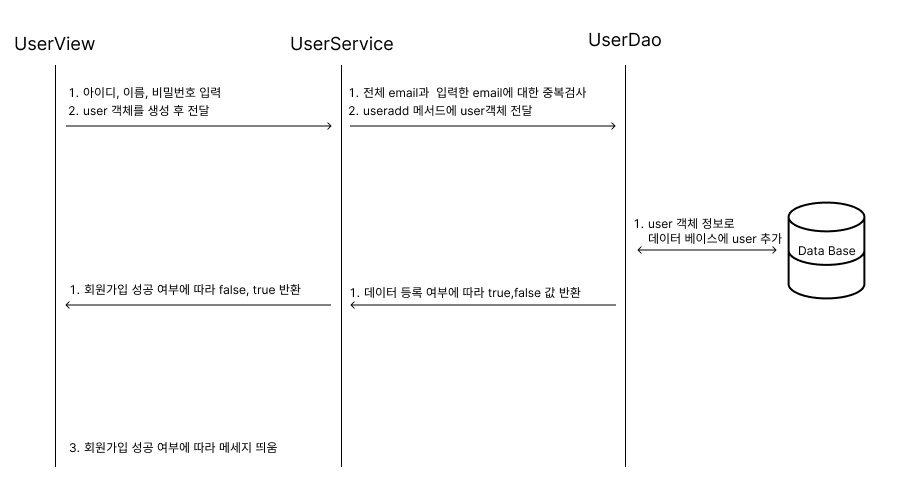 UserView
UserService
UserDao
1. 아이디, 이름, 비밀번호 입력
2. user 객체를 생성 후 전달
1. 전체 email과 입력한 email에 대한 중복검사
2. useradd 메서드에 user객체 전달
1. user 객체 정보로
데이터 베이스에 user 추가
Data Base
1. 회원가입 성공 여부에 따라 false, true 반환
1. 데이터 등록 여부에 따라 true,false 값 반환
3. 회원가입 성공 여부에 따라 메세지 띄움